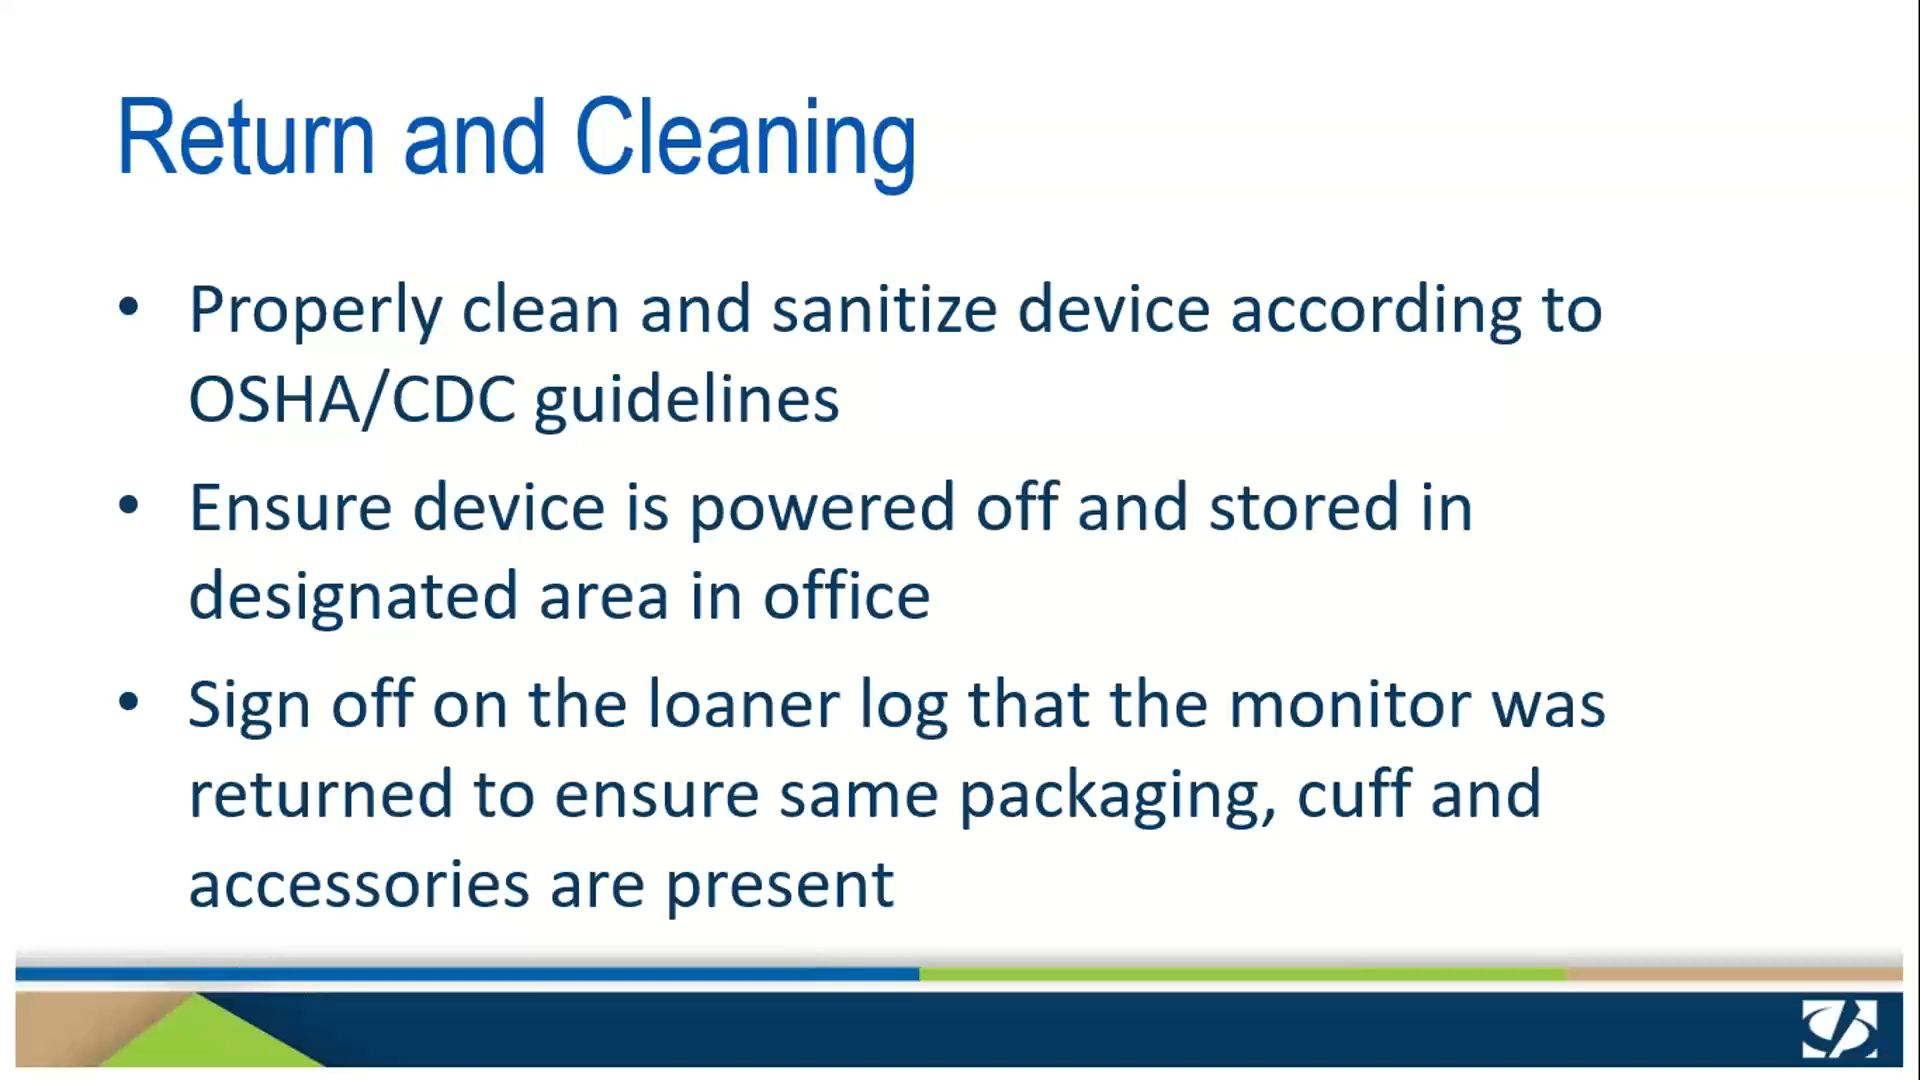 Return and Cleaning
• Properly clean and sanitize device according to
OSHA/CDC guidelines
• Ensure device is powered off and stored in
designated area in office
• Sign off on the loaner log that the monitor was
returned to ensure same packaging, cuff and
accessories are present